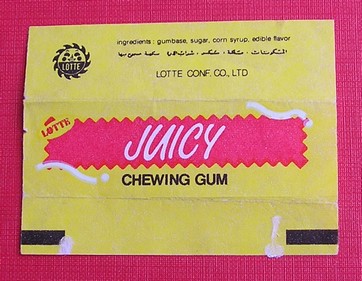 ingredients: gumbase, sugar, corn syrup, edible flavor
LOTTE
LOTTE CONF. CO., LTD
LOTTE
JUICY
CHEWING GUM